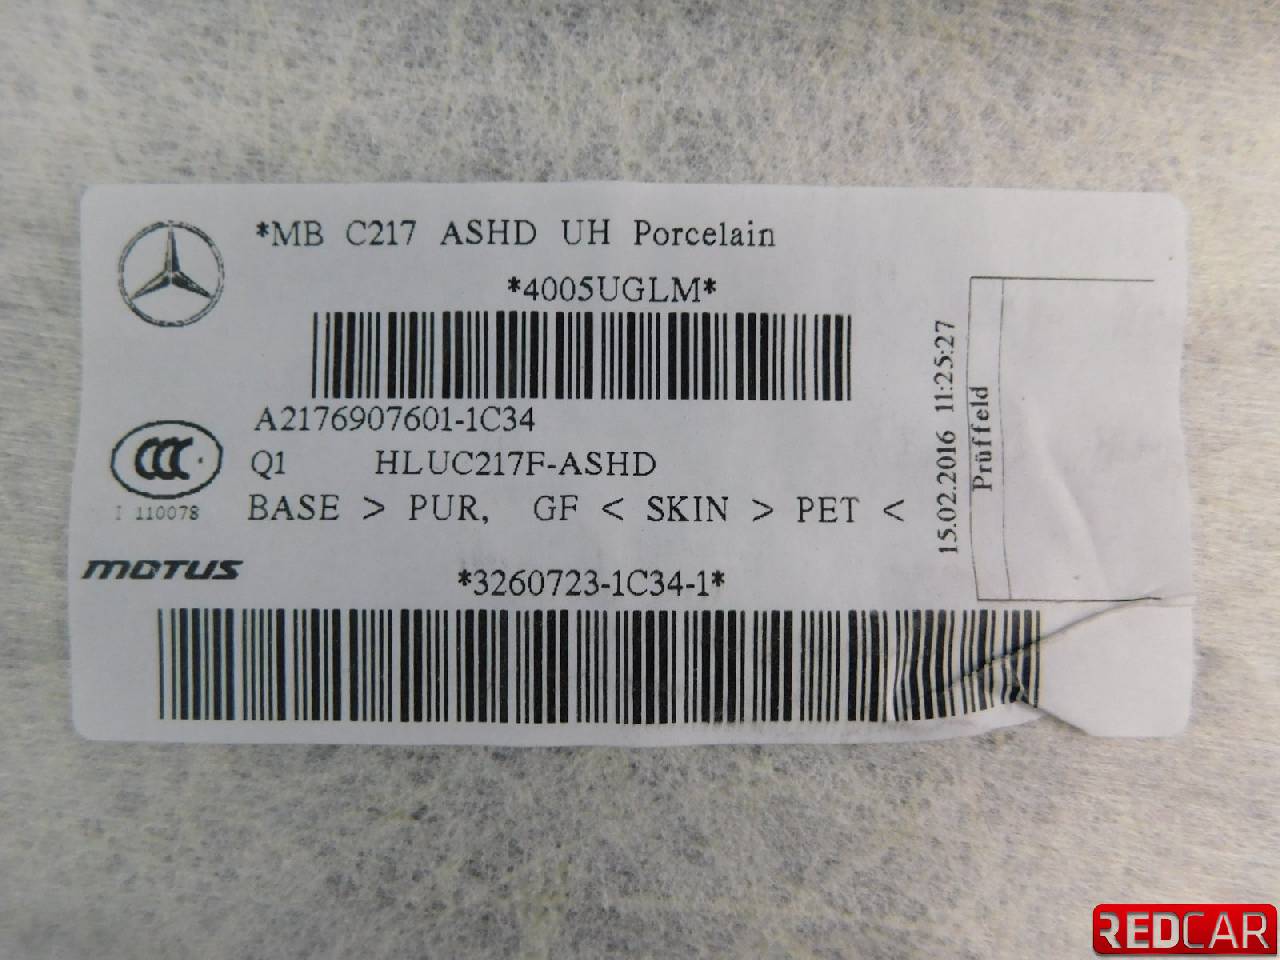 *MB C217 ASHD UH Porcelain
*4005UGLM*
A2176907601-1C34
Q1 HLUC217F-ASHD
BASE > PUR, GF < SKIN > PET <
CCC
I 110078
MOTUS
*3260723-1C34-1*
15.02.2016 11:25:27
Prüffeld
REDCAR